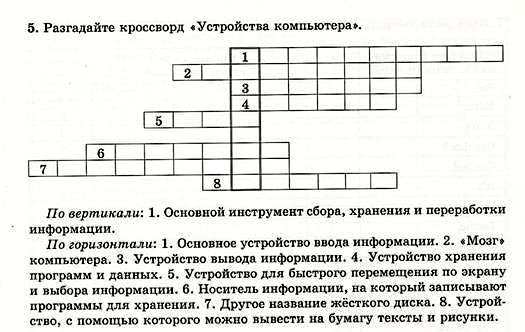 5. Разгадайте кроссворд «Устройства компьютера».
1
2
3
4
5
6
7
8
По вертикали: 1. Основной инструмент сбора, хранения и переработки
информации.
По горизонтали: 1. Основное устройство ввода информации. 2. «Мозг»
компьютера. 3. Устройство вывода информации. 4. Устройство хранения
программ и данных. 5. Устройство для быстрого перемещения по экрану
и выбора информации. 6. Носитель информации, на который записывают
программы для хранения. 7. Другое название жёсткого диска. 8. Устрой-
ство, с помощью которого можно вывести на бумагу тексты и рисунки.